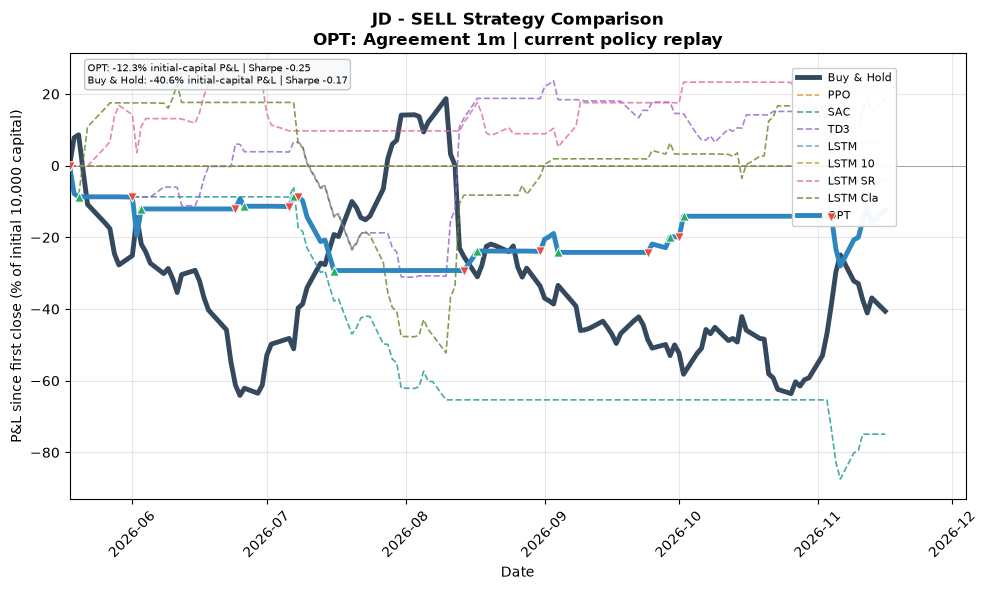 JD - SELL Strategy Comparison
OPT: Agreement 1m | current policy replay
OPT: -12.3% initial-capital P&L | Sharpe -0.25
Buy & Hold: -40.6% initial-capital P&L | Sharpe -0.17
Buy & Hold
PPO
SAC
TD3
LSTM
LSTM 10
LSTM SR
LSTM Cla
OPT
P&L since first close (% of initial 10,000 capital)
20
0
−20
−40
−60
−80
2026-06
2026-07
2026-08
2026-09
2026-10
2026-11
2026-12
Date